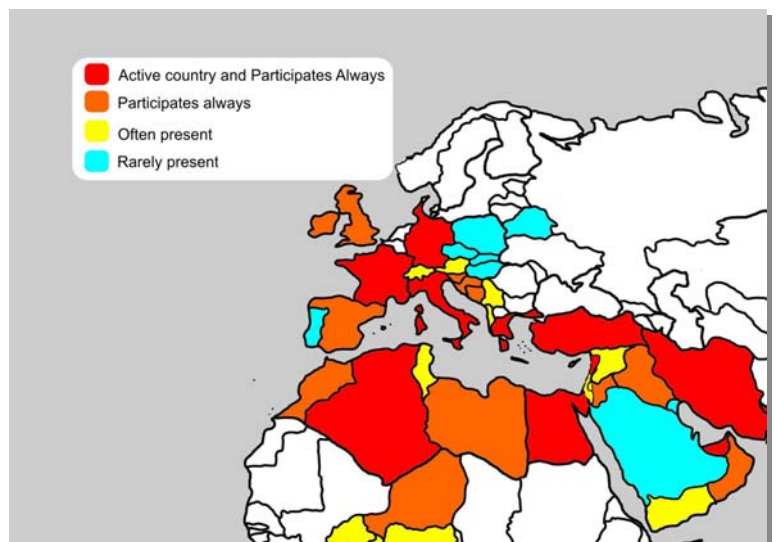 Active country and Participates Always
Participates always
Often present
Rarely present